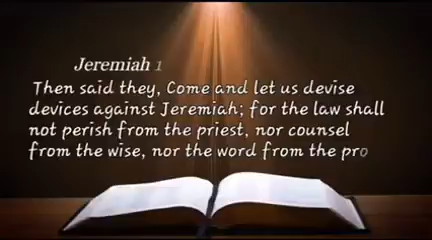 Jeremiah 1
Then said they, Come and let us devise
devices against Jeremiah; for the law shall
not perish from the priest, nor counsel
from the wise, nor the word from the pro